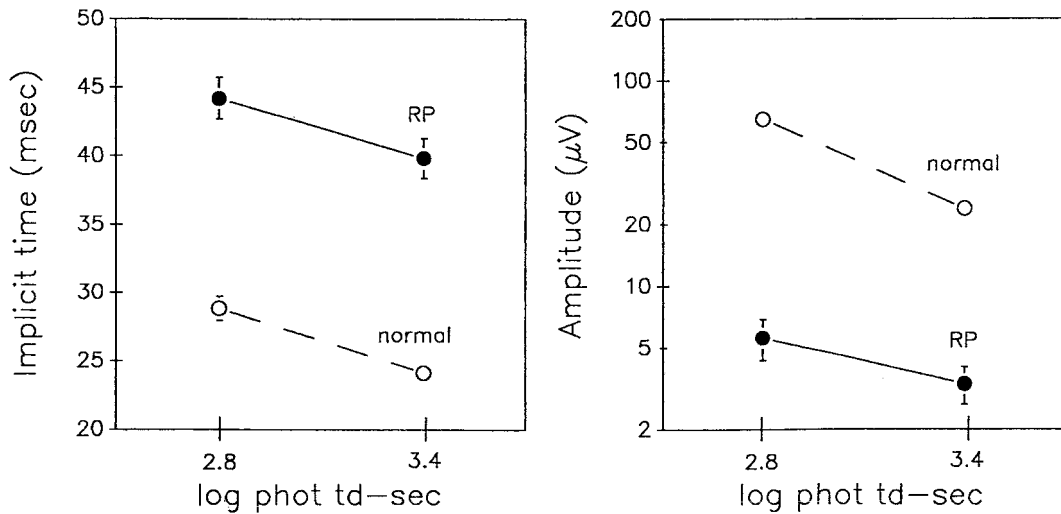 Implicit time (msec)
50
45
40
35
30
25
20
RP
normal
2.8
3.4
log phot td-sec
Amplitude (μV)
200
100
50
20
10
5
2
normal
RP
2.8
3.4
log phot td-sec